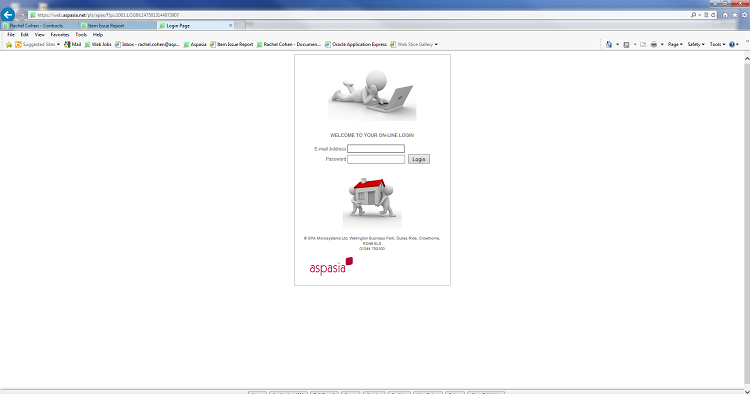 https://web.aspasia.net/pls/apex/f?p=1001:LOGIN:1475013144973907
Rachel Cohen - Contracts
Item Issue Report
Login Page
File Edit View Favorites Tools Help
Suggested Sites Mail Web Jobs Inbox - rachel.cohen@asp... Aspasia Item Issue Report Rachel Cohen - Documen... Oracle Application Express Web Slice Gallery
Page Safety Tools
WELCOME TO YOUR ON-LINE LOGIN
E-mail Address
Password Login
© SPA Microsystems Ltd, Wellington Business Park, Dukes Ride, Crowthorne,
RG45 6LS
01344 750100
aspasia